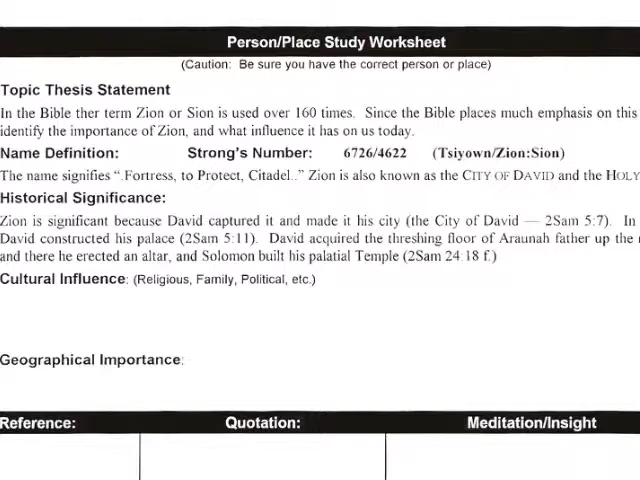 Person/Place Study Worksheet
(Caution: Be sure you have the correct person or place)
Topic Thesis Statement
In the Bible ther term Zion or Sion is used over 160 times. Since the Bible places much emphasis on this
identify the importance of Zion, and what influence it has on us today.
Name Definition: Strong's Number: 6726/4622 (Tsiyown/Zion:Sion)
The name signifies “.Fortress, to Protect, Citadel..” Zion is also known as the CITY OF DAVID and the HOLY
Historical Significance:
Zion is significant because David captured it and made it his city (the City of David — 2Sam 5:7). In
David constructed his palace (2Sam 5:11). David acquired the threshing floor of Araunah father up the
and there he erected an altar, and Solomon built his palatial Temple (2Sam 24:18 f.)
Cultural Influence: (Religious, Family, Political, etc.)
Geographical Importance:
Reference: Quotation: Meditation/Insight